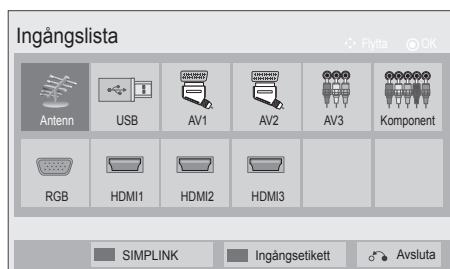 Ingångslista
Flytta OK
Antenn USB AV1 AV2 AV3 Komponent
RGB HDMI1 HDMI2 HDMI3
SIMPLINK Ingångsetikett Avsluta